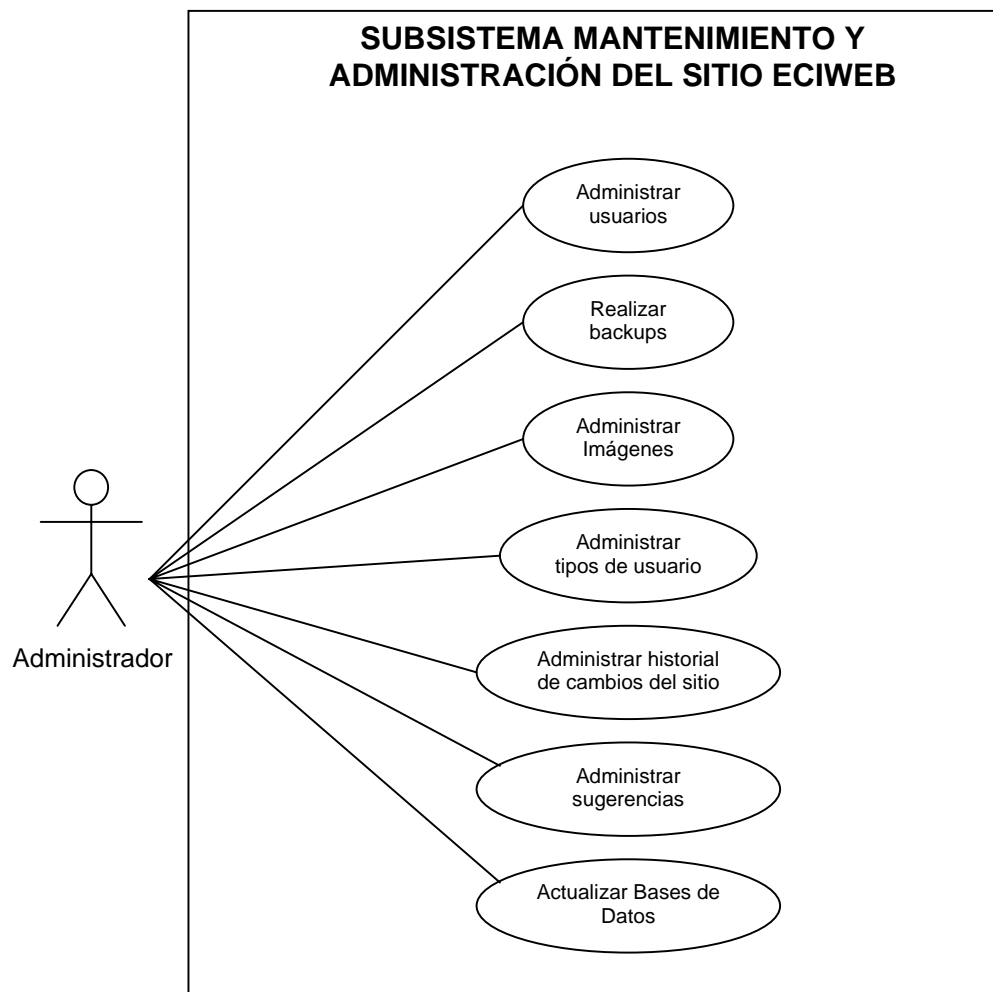 SUBSISTEMA MANTENIMIENTO Y
ADMINISTRACIÓN DEL SITIO ECIWEB
Administrar
usuarios
Realizar
backups
Administrar
Imágenes
Administrar
tipos de usuario
Administrar historial
de cambios del sitio
Administrar
sugerencias
Actualizar Bases de
Datos
Administrador